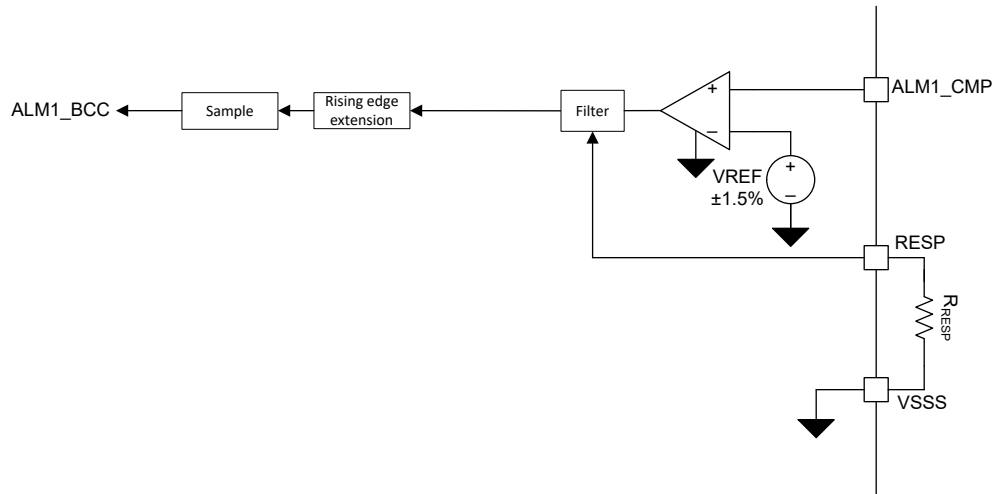 ALM1_BCC
Sample
Rising edge
extension
Filter
+
−
VREF
±1.5%
+
−
ALM1_CMP
RESP
RRESP
VSSS